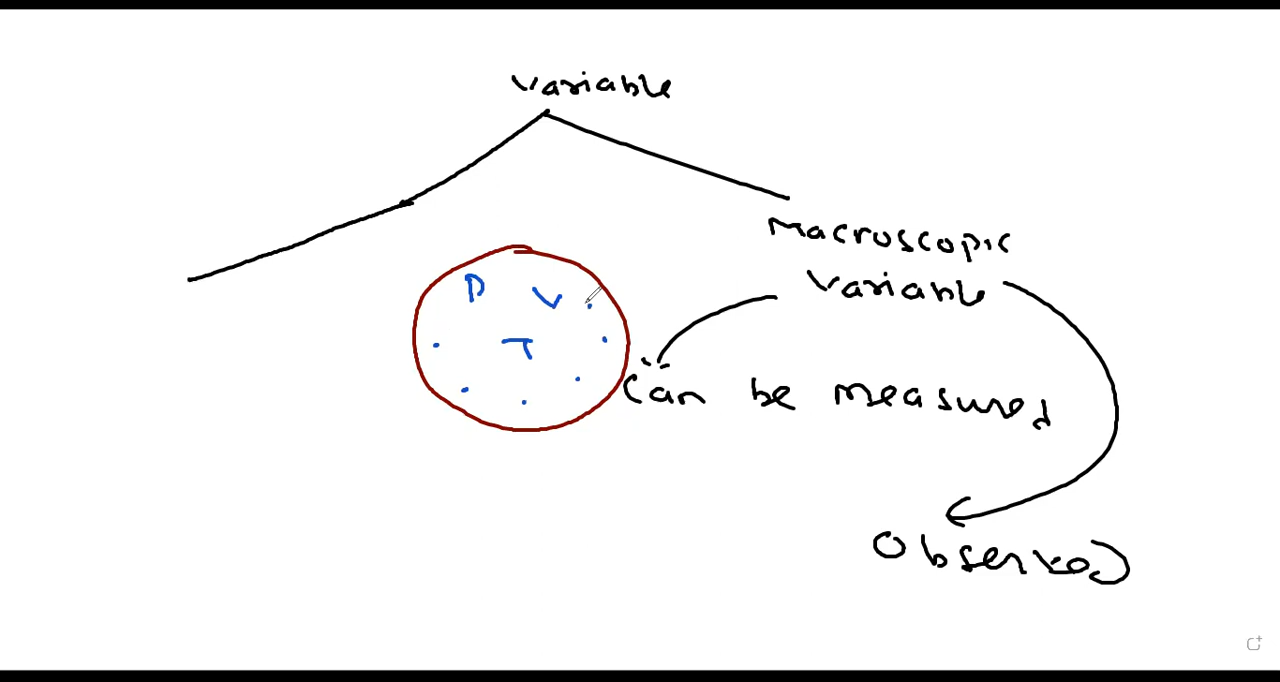 Variable
Macroscopic
Variable
P V
T
Can be measured
Observed